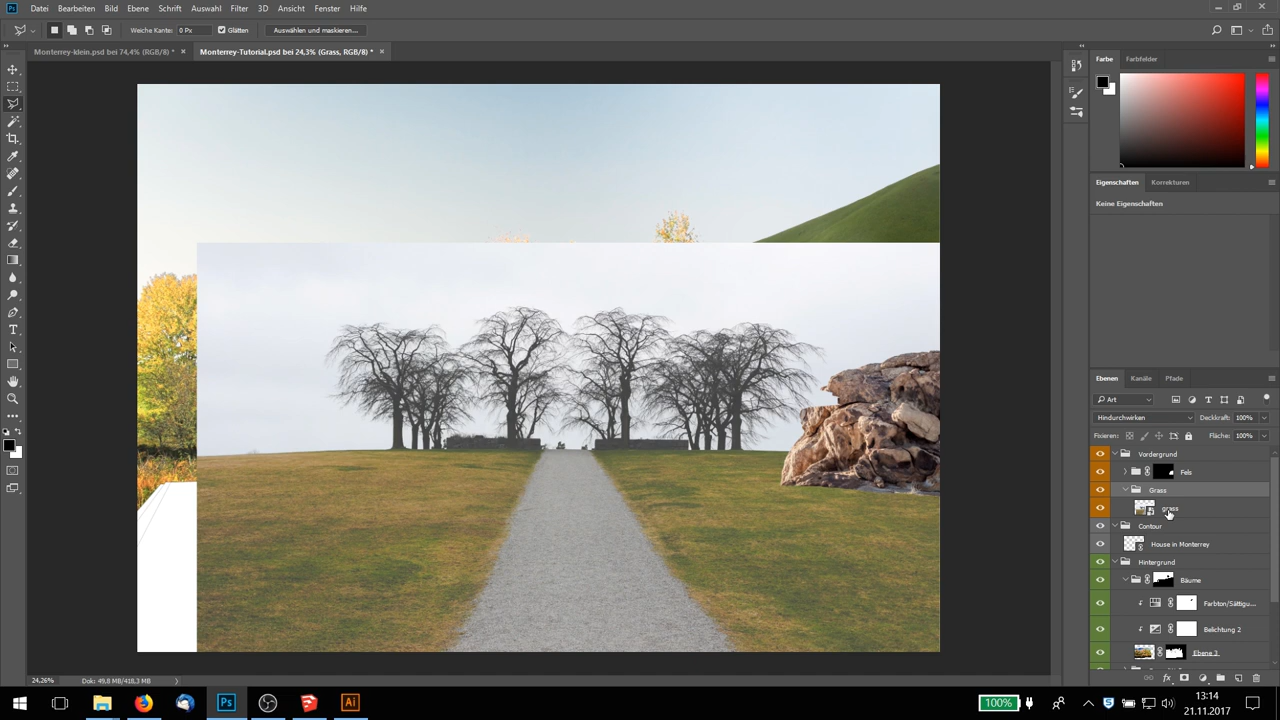 Ps Datei Bearbeiten Bild Ebene Schrift Auswahl Filter 3D Ansicht Fenster Hilfe
Weiche Kante: 0 Px Glätten Auswählen und maskieren...
Monterrey-klein.psd bei 74,4% (RGB/8) * × Monterrey-Tutorial.psd bei 24,3% (Grass, RGB/8) * ×
Farbe Farbfelder
Eigenschaften Korrekturen
Keine Eigenschaften
Ebenen Kanäle Pfade
Art
Hindurchwirken Deckkraft: 100%
Fixieren: Fläche: 100%
Vordergrund
Fels
Grass
grass
Contour
House in Monterrey
Hintergrund
Bäume
Farbton/Sättigu...
Belichtung 2
Ebene 3
24,26% Dok: 49,8 MB/418,3 MB
Ps Ai 100% 13:14
21.11.2017